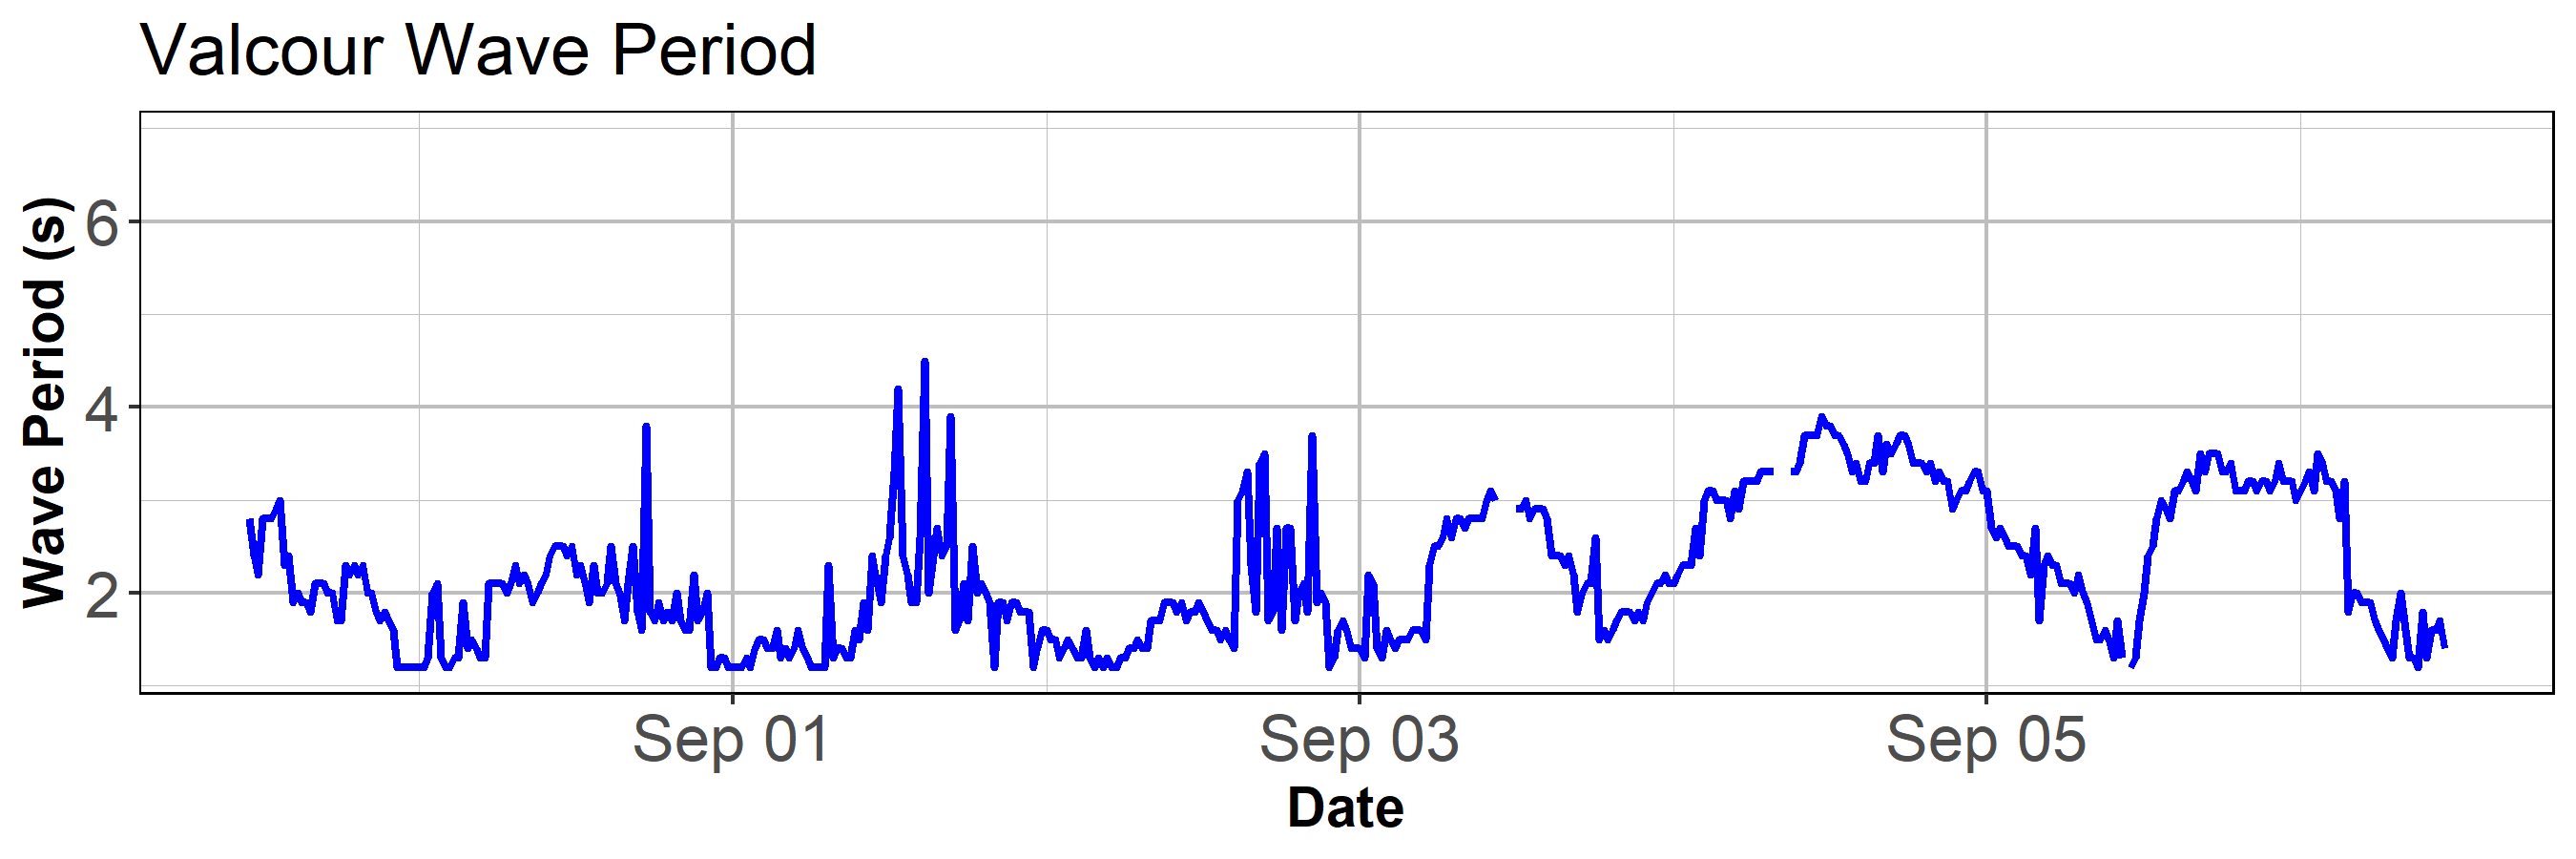 Valcour Wave Period
Wave Period (s)
6
4
2
Sep 01
Sep 03
Sep 05
Date